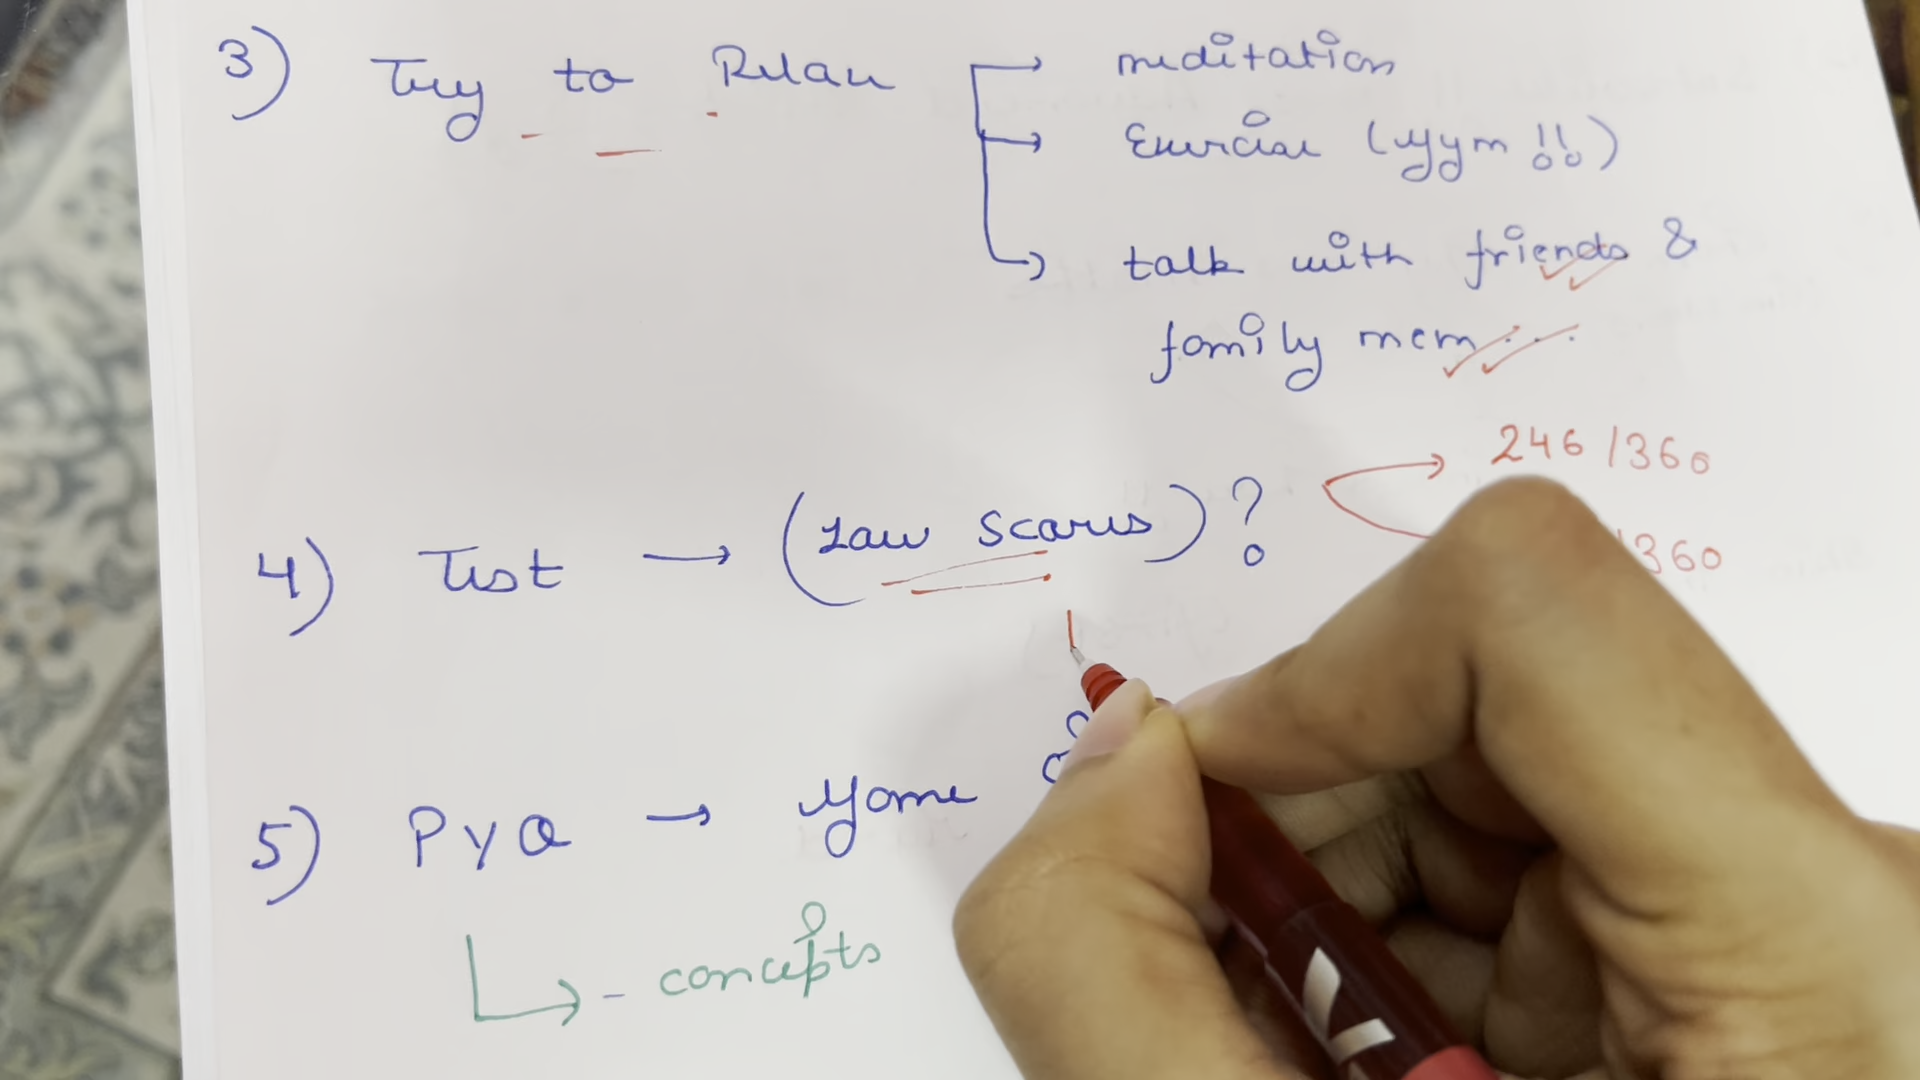 3) Try to Relax → meditation
→ Exercise (Gym !!)
→ talk with friends &
family mem...
246/360
4) Test → (Low Scores)?
/360
5) PYQ → Game
- concepts